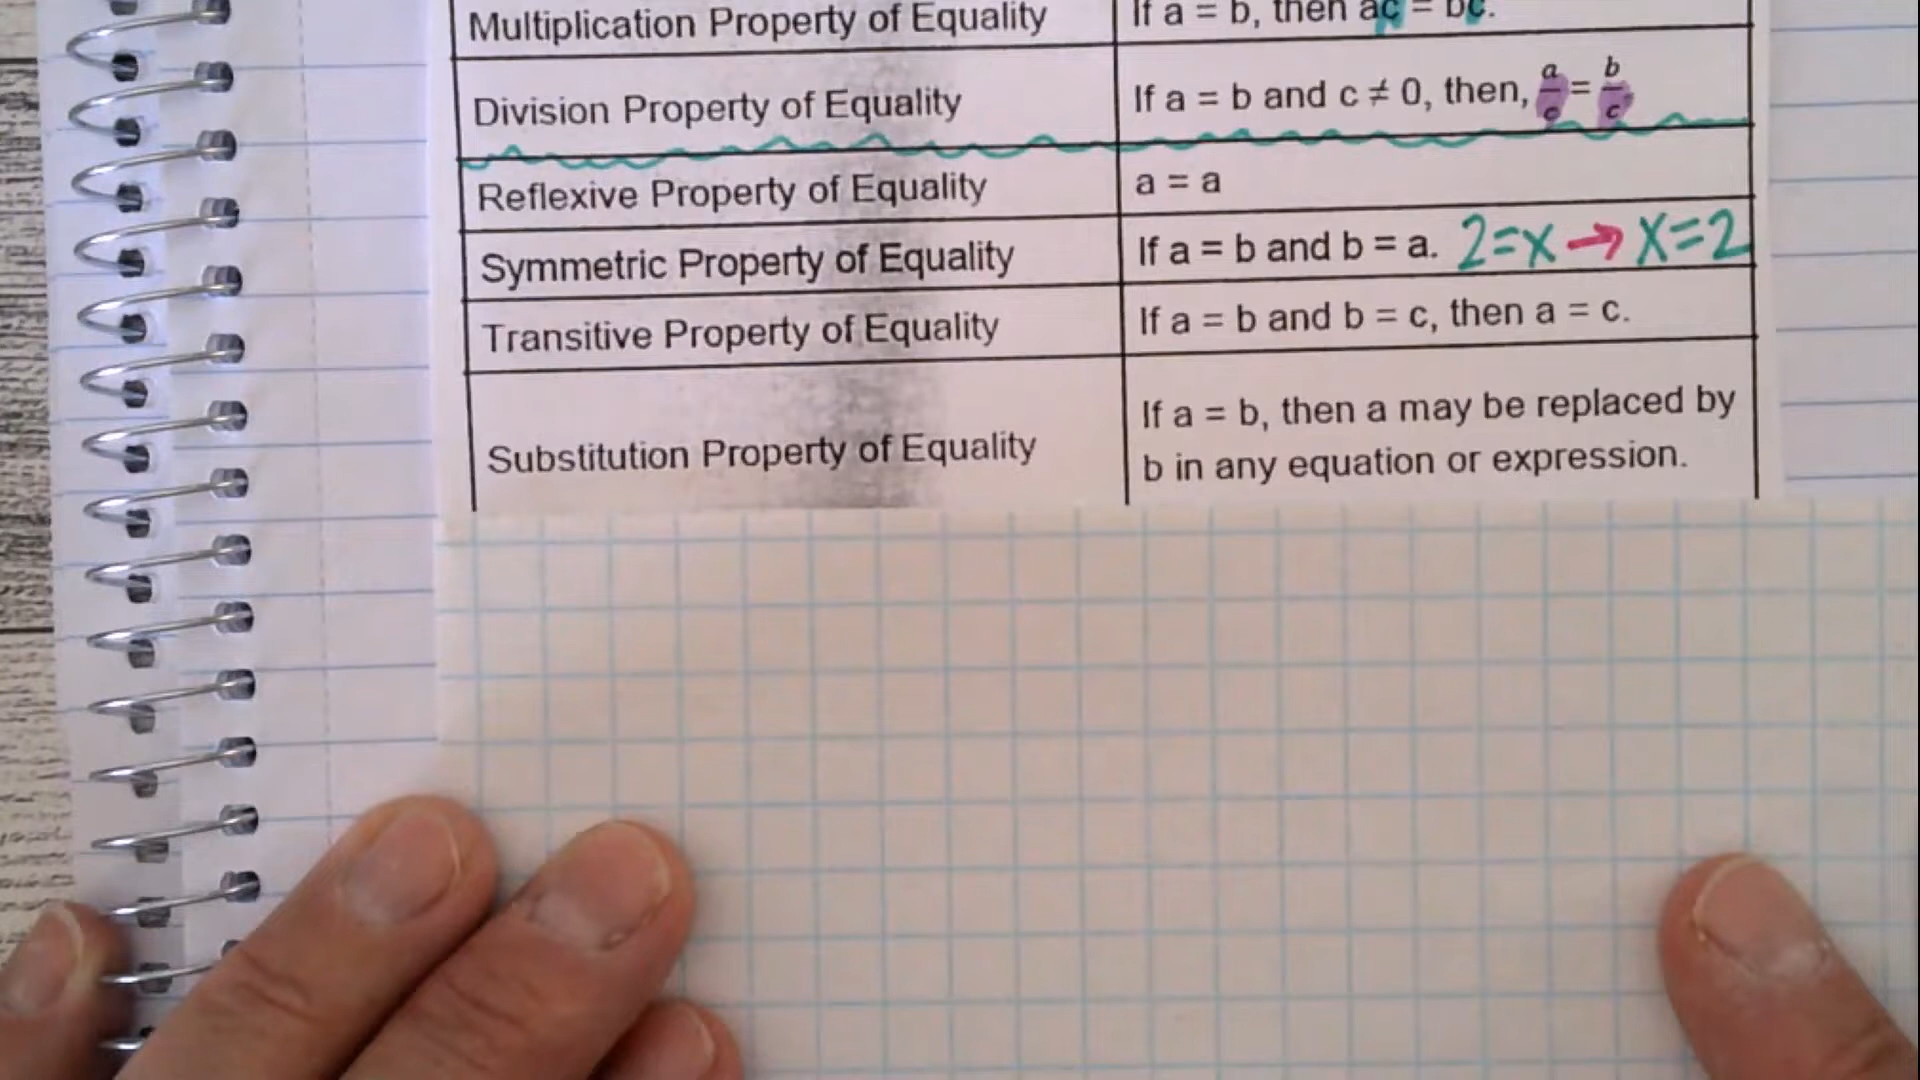 Multiplication Property of Equality If a = b, then ac = bc.
Division Property of Equality If a = b and c ≠ 0, then, a/c = b/c.
Reflexive Property of Equality a = a
Symmetric Property of Equality If a = b and b = a. 2=x → x=2
Transitive Property of Equality If a = b and b = c, then a = c.
Substitution Property of Equality If a = b, then a may be replaced by
b in any equation or expression.